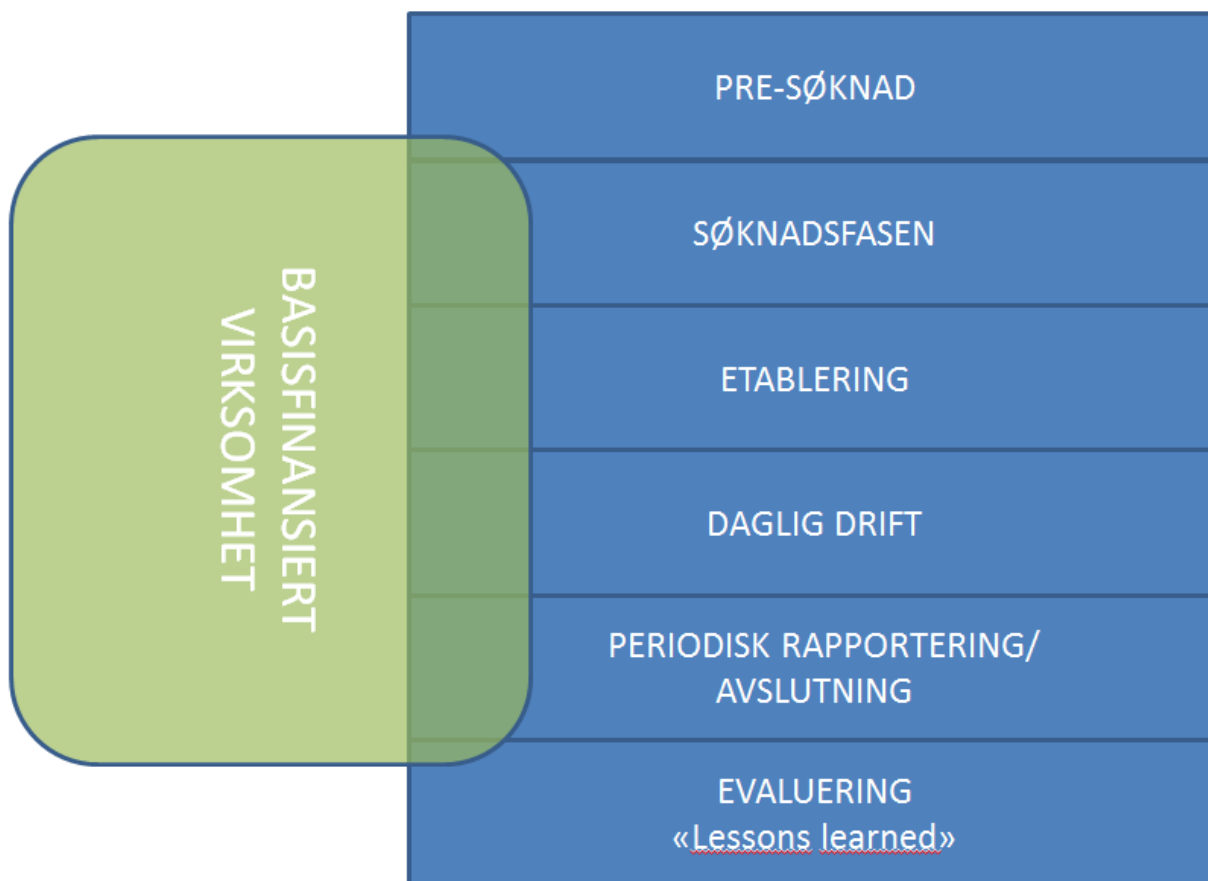 BASISFINANSIERT
VIRKSOMHET
PRE-SØKNAD
SØKNADSFASEN
ETABLERING
DAGLIG DRIFT
PERIODISK RAPPORTERING/
AVSLUTNING
EVALUERING
«Lessons learned»